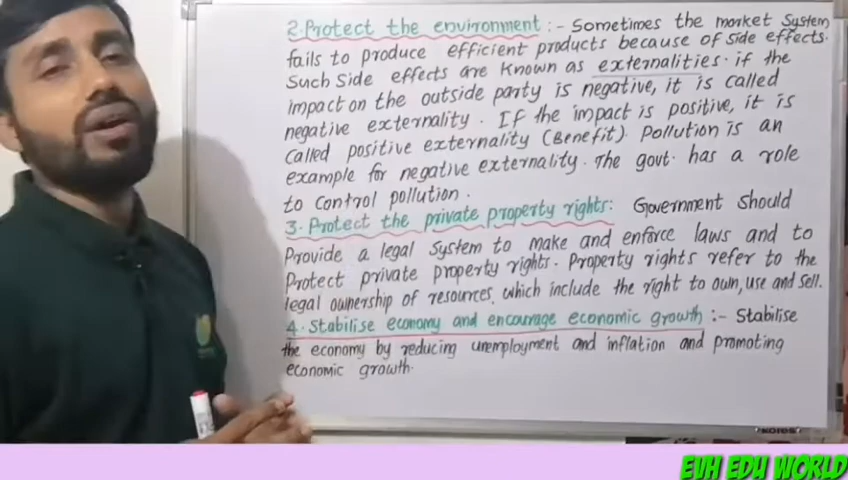 2. Protect the environment :- Sometimes the market System
fails to produce efficient products because of side effects.
Such side effects are known as externalities. if the
impact on the outside party is negative, it is called
negative externality. If the impact is positive, it is
called positive externality (Benefit). Pollution is an
example for negative externality. The govt. has a role
to control pollution.
3. Protect the private property rights: Government Should
Provide a legal System to make and enforce laws and to
Protect private property rights. Property rights refer to the
legal ownership of resources, which include the right to own, use and sell.
4. Stabilise economy and encourage economic growth :- Stabilise
the economy by reducing unemployment and inflation and promoting
economic growth.
KORES
EVH EDU WORLD